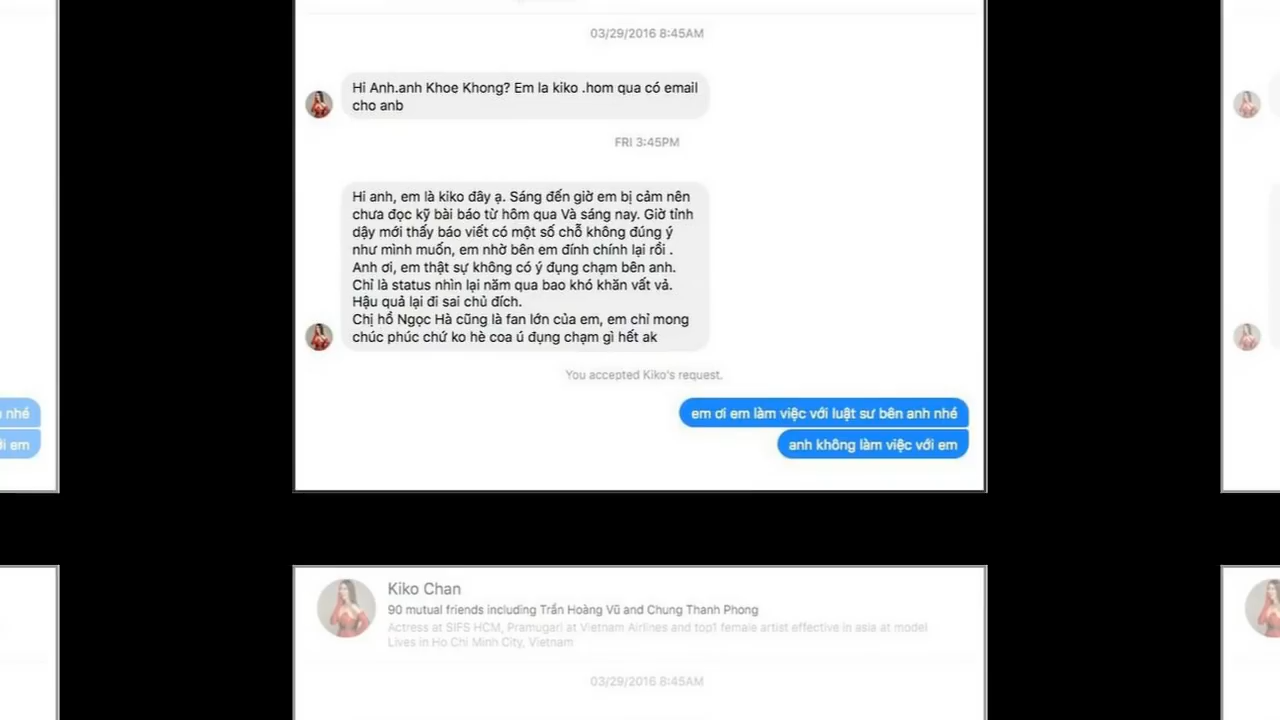 03/29/2016 8:45AM
Hi Anh.anh Khoe Khong? Em la kiko .hom qua có email
cho anb
FRI 3:45PM
Hi anh, em là kiko đây ạ. Sáng đến giờ em bị cảm nên
chưa đọc kỹ bài báo từ hôm qua Và sáng nay. Giờ tỉnh
dậy mới thấy báo viết có một số chỗ không đúng ý
như mình muốn, em nhờ bên em đính chính lại rồi .
Anh ơi, em thật sự không có ý đụng chạm bên anh.
Chỉ là status nhìn lại năm qua bao khó khăn vất vả.
Hậu quả lại đi sai chủ đích.
Chị hồ Ngọc Hà cũng là fan lớn của em, em chỉ mong
chúc phúc chứ ko hè coa ú đụng chạm gì hết ak
You accepted Kiko's request.
nhé
em ơi em làm việc với luật sư bên anh nhé
em
anh không làm việc với em
Kiko Chan
90 mutual friends including Trần Hoàng Vũ and Chung Thanh Phong
Actress at SIFS HCM, Pramugari at Vietnam Airlines and top1 female artist effective in asia at model
Lives in Ho Chi Minh City, Vietnam
03/29/2016 8:45AM